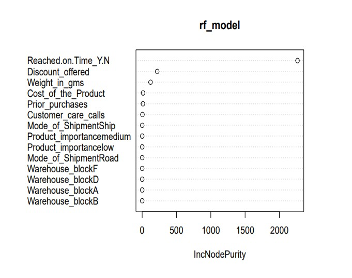 rf_model
Reached.on.Time_Y.N
Discount_offered
Weight_in_gms
Cost_of_the_Product
Prior_purchases
Customer_care_calls
Mode_of_ShipmentShip
Product_importancemedium
Product_importancelow
Mode_of_ShipmentRoad
Warehouse_blockF
Warehouse_blockD
Warehouse_blockA
Warehouse_blockB
0 500 1000 1500 2000
IncNodePurity